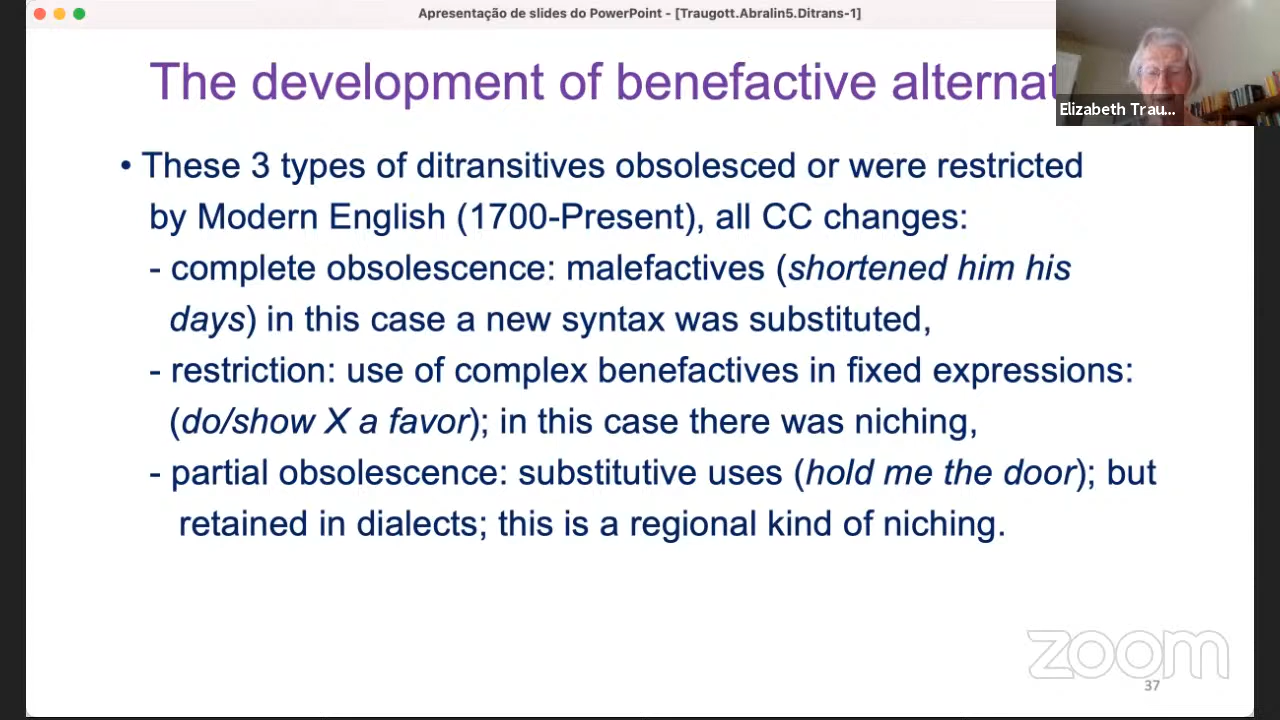 Apresentação de slides do PowerPoint - [Traugott.Abralin5.Ditrans-1]
The development of benefactive alternat
Elizabeth Trau...
• These 3 types of ditransitives obsolesced or were restricted
by Modern English (1700-Present), all CC changes:
- complete obsolescence: malefactives (shortened him his
days) in this case a new syntax was substituted,
- restriction: use of complex benefactives in fixed expressions:
(do/show X a favor); in this case there was niching,
- partial obsolescence: substitutive uses (hold me the door); but
retained in dialects; this is a regional kind of niching.
zoom
37